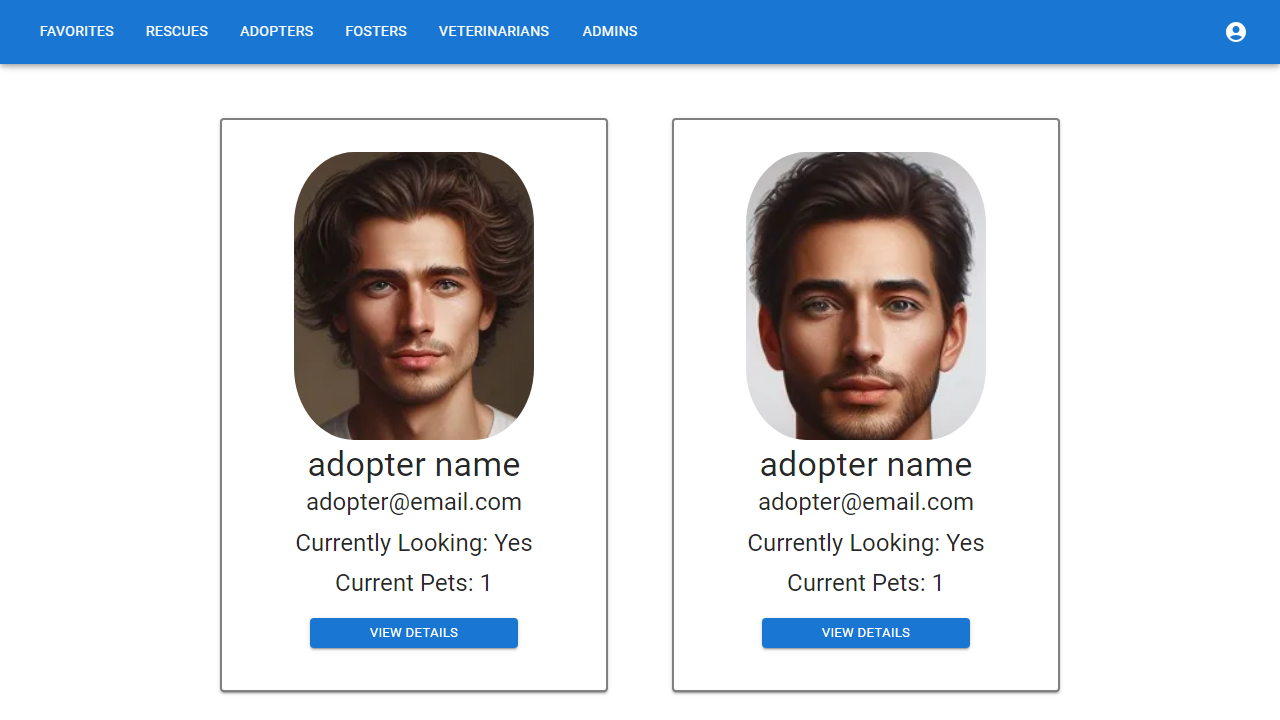 FAVORITES RESCUES ADOPTERS FOSTERS VETERINARIANS ADMINS
adopter name
adopter@email.com
Currently Looking: Yes
Current Pets: 1
VIEW DETAILS
adopter name
adopter@email.com
Currently Looking: Yes
Current Pets: 1
VIEW DETAILS